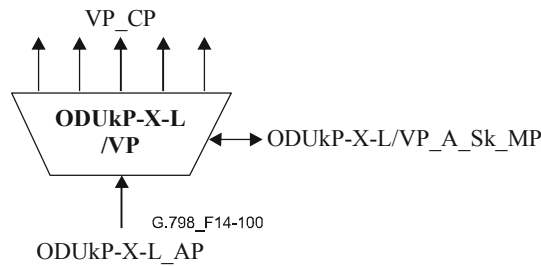 VP_CP
ODUkP-X-L
/VP
ODUkP-X-L/VP_A_Sk_MP
G.798_F14-100
ODUkP-X-L_AP